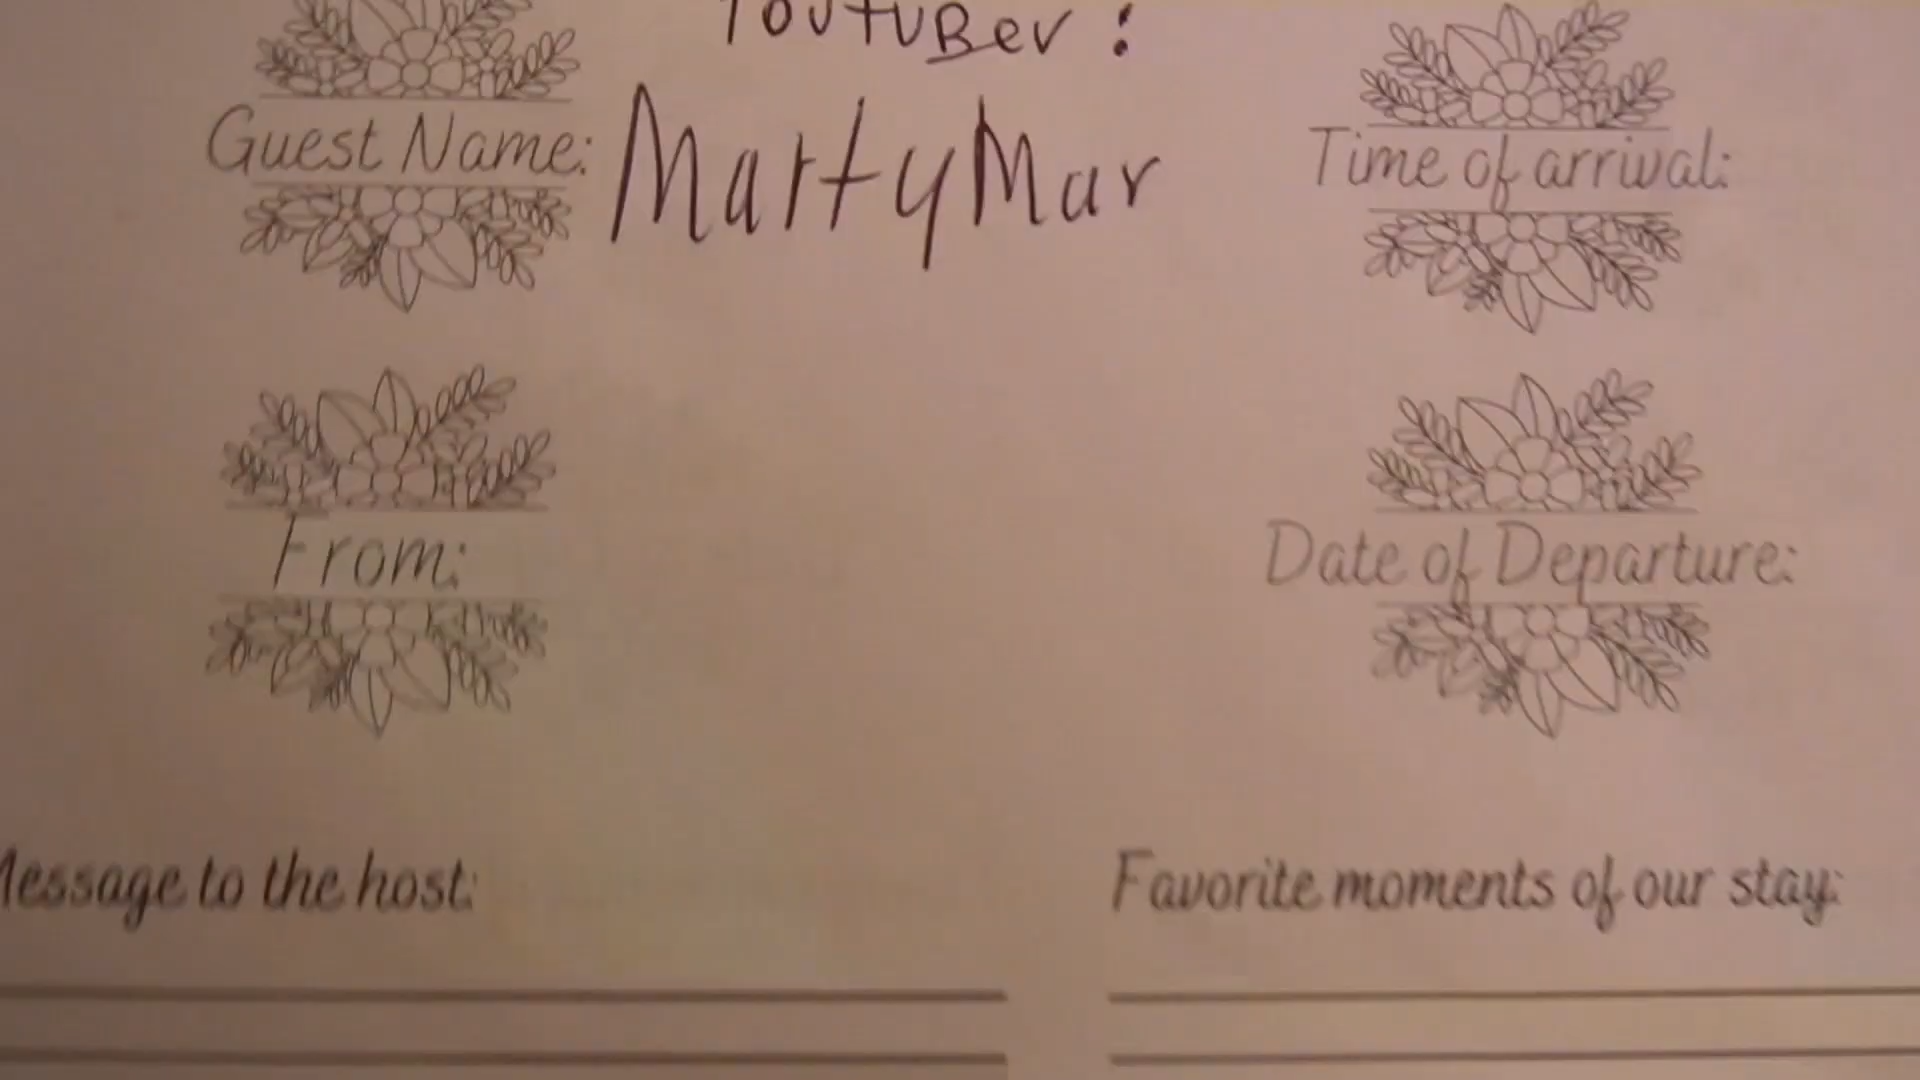 YouTuBer :
Guest Name: MartyMar
Time of arrival:
From:
Date of Departure:
Message to the host:
Favorite moments of our stay: